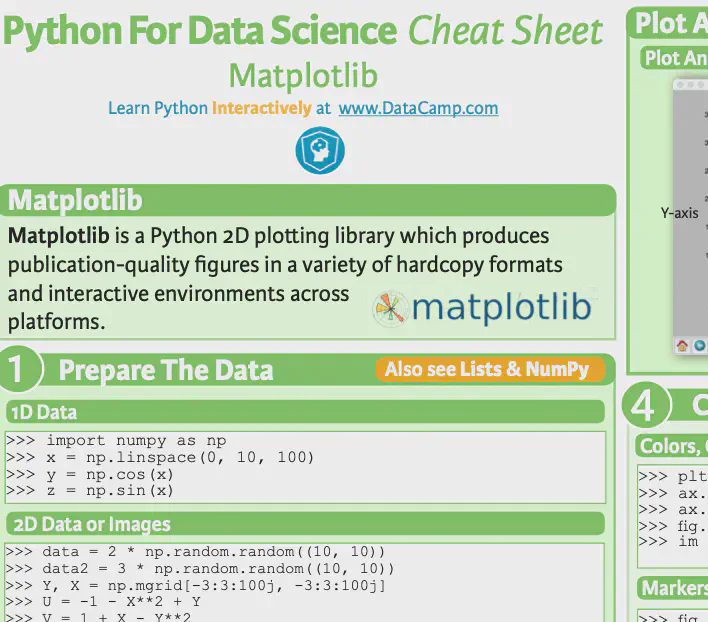 Python For Data Science Cheat Sheet
Matplotlib
Learn Python Interactively at www.DataCamp.com
Matplotlib
Matplotlib is a Python 2D plotting library which produces
publication-quality figures in a variety of hardcopy formats
and interactive environments across
platforms.
matplotlib
1 Prepare The Data
Also see Lists & NumPy
1D Data
>>> import numpy as np
>>> x = np.linspace(0, 10, 100)
>>> y = np.cos(x)
>>> z = np.sin(x)
2D Data or Images
>>> data = 2 * np.random.random((10, 10))
>>> data2 = 3 * np.random.random((10, 10))
>>> Y, X = np.mgrid[-3:3:100j, -3:3:100j]
>>> U = -1 - X**2 + Y
>>> V = 1 + X - Y**2
Plot A
Plot An
Y-axis
4 C
Colors,
>>> plt
>>> ax.
>>> ax.
>>> fig.
>>> im
Markers
>>> fig